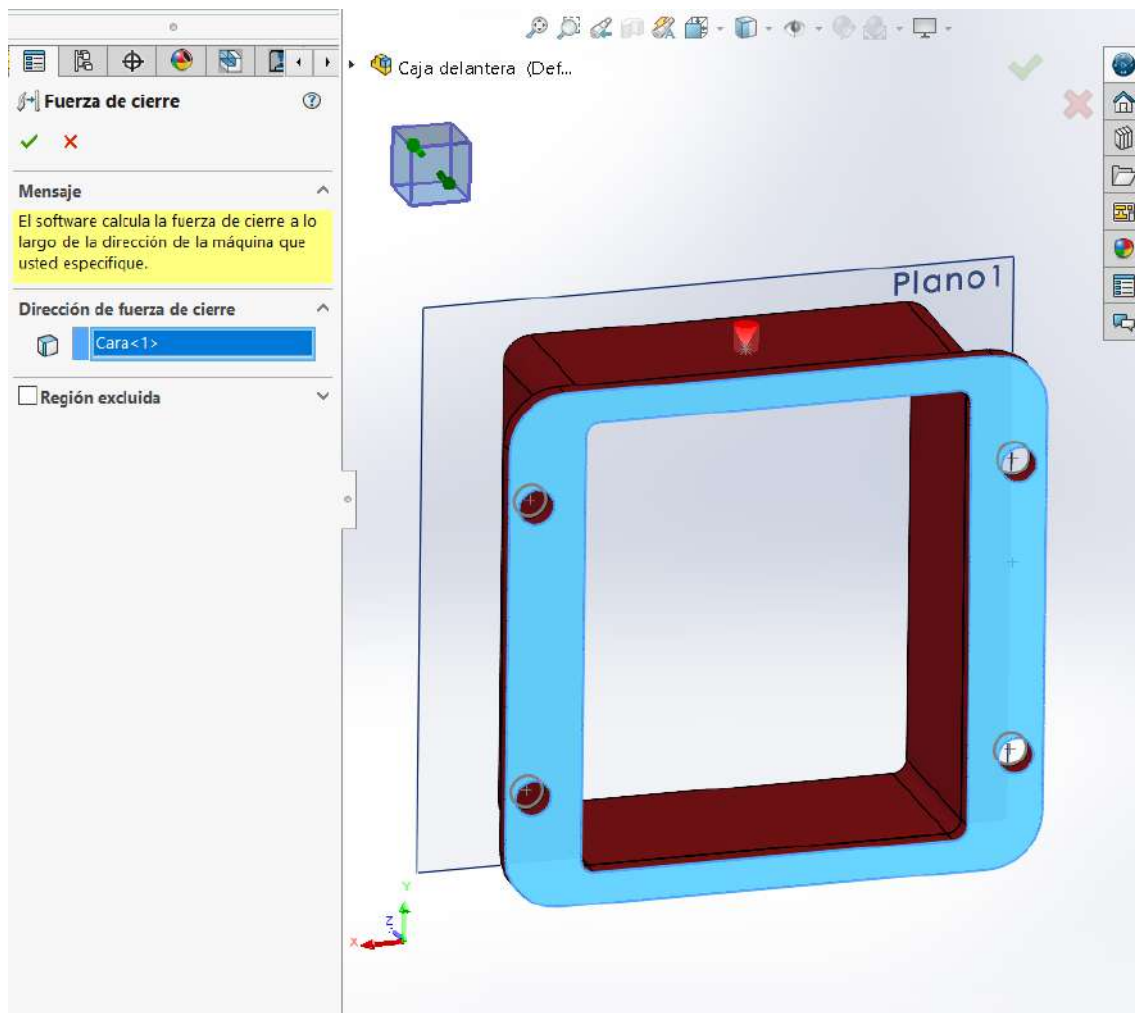 Caja delantera (Def...
Fuerza de cierre
Mensaje
El software calcula la fuerza de cierre a lo
largo de la dirección de la máquina que
usted especifique.
Dirección de fuerza de cierre
Cara<1>
Región excluida
Plano1
Y
Z
X